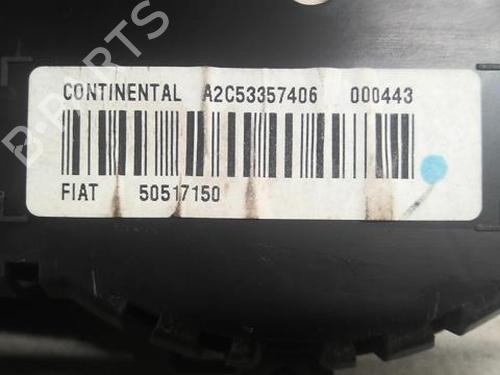 B-PARTS
CONTINENTAL A2C53357406 000443
FIAT 50517150